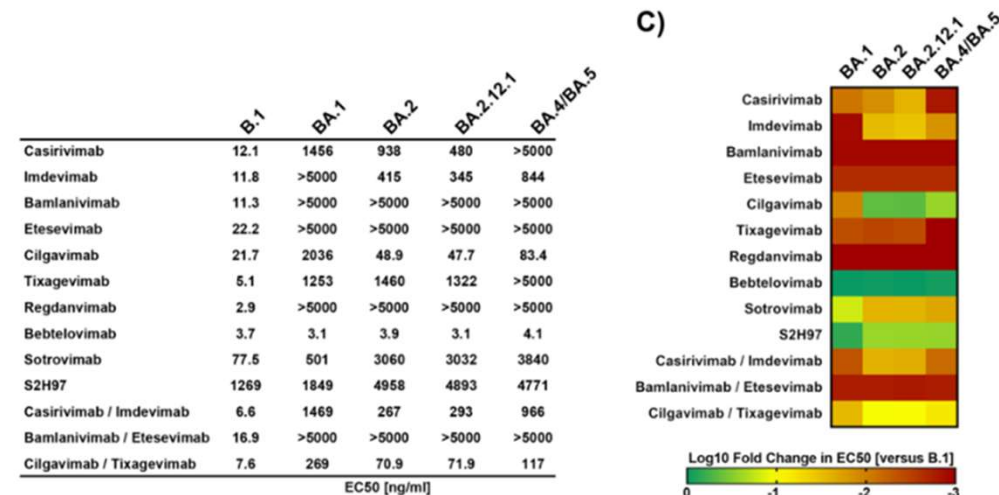 B.1 BA.1 BA.2 BA.2.12.1 BA.4/BA.5
Casirivimab 12.1 1456 938 480 >5000
Imdevimab 11.8 >5000 415 345 844
Bamlanivimab 11.3 >5000 >5000 >5000 >5000
Etesevimab 22.2 >5000 >5000 >5000 >5000
Cilgavimab 21.7 2036 48.9 47.7 83.4
Tixagevimab 5.1 1253 1460 1322 >5000
Regdanvimab 2.9 >5000 >5000 >5000 >5000
Bebtelovimab 3.7 3.1 3.9 3.1 4.1
Sotrovimab 77.5 501 3060 3032 3840
S2H97 1269 1849 4958 4893 4771
Casirivimab / Imdevimab 6.6 1469 267 293 966
Bamlanivimab / Etesevimab 16.9 >5000 >5000 >5000 >5000
Cilgavimab / Tixagevimab 7.6 269 70.9 71.9 117
EC50 [ng/ml]
C)
BA.1 BA.2 BA.2.12.1 BA.4/BA.5
Casirivimab
Imdevimab
Bamlanivimab
Etesevimab
Cilgavimab
Tixagevimab
Regdanvimab
Bebtelovimab
Sotrovimab
S2H97
Casirivimab / Imdevimab
Bamlanivimab / Etesevimab
Cilgavimab / Tixagevimab
Log10 Fold Change in EC50 [versus B.1]
0 -1 -2 -3